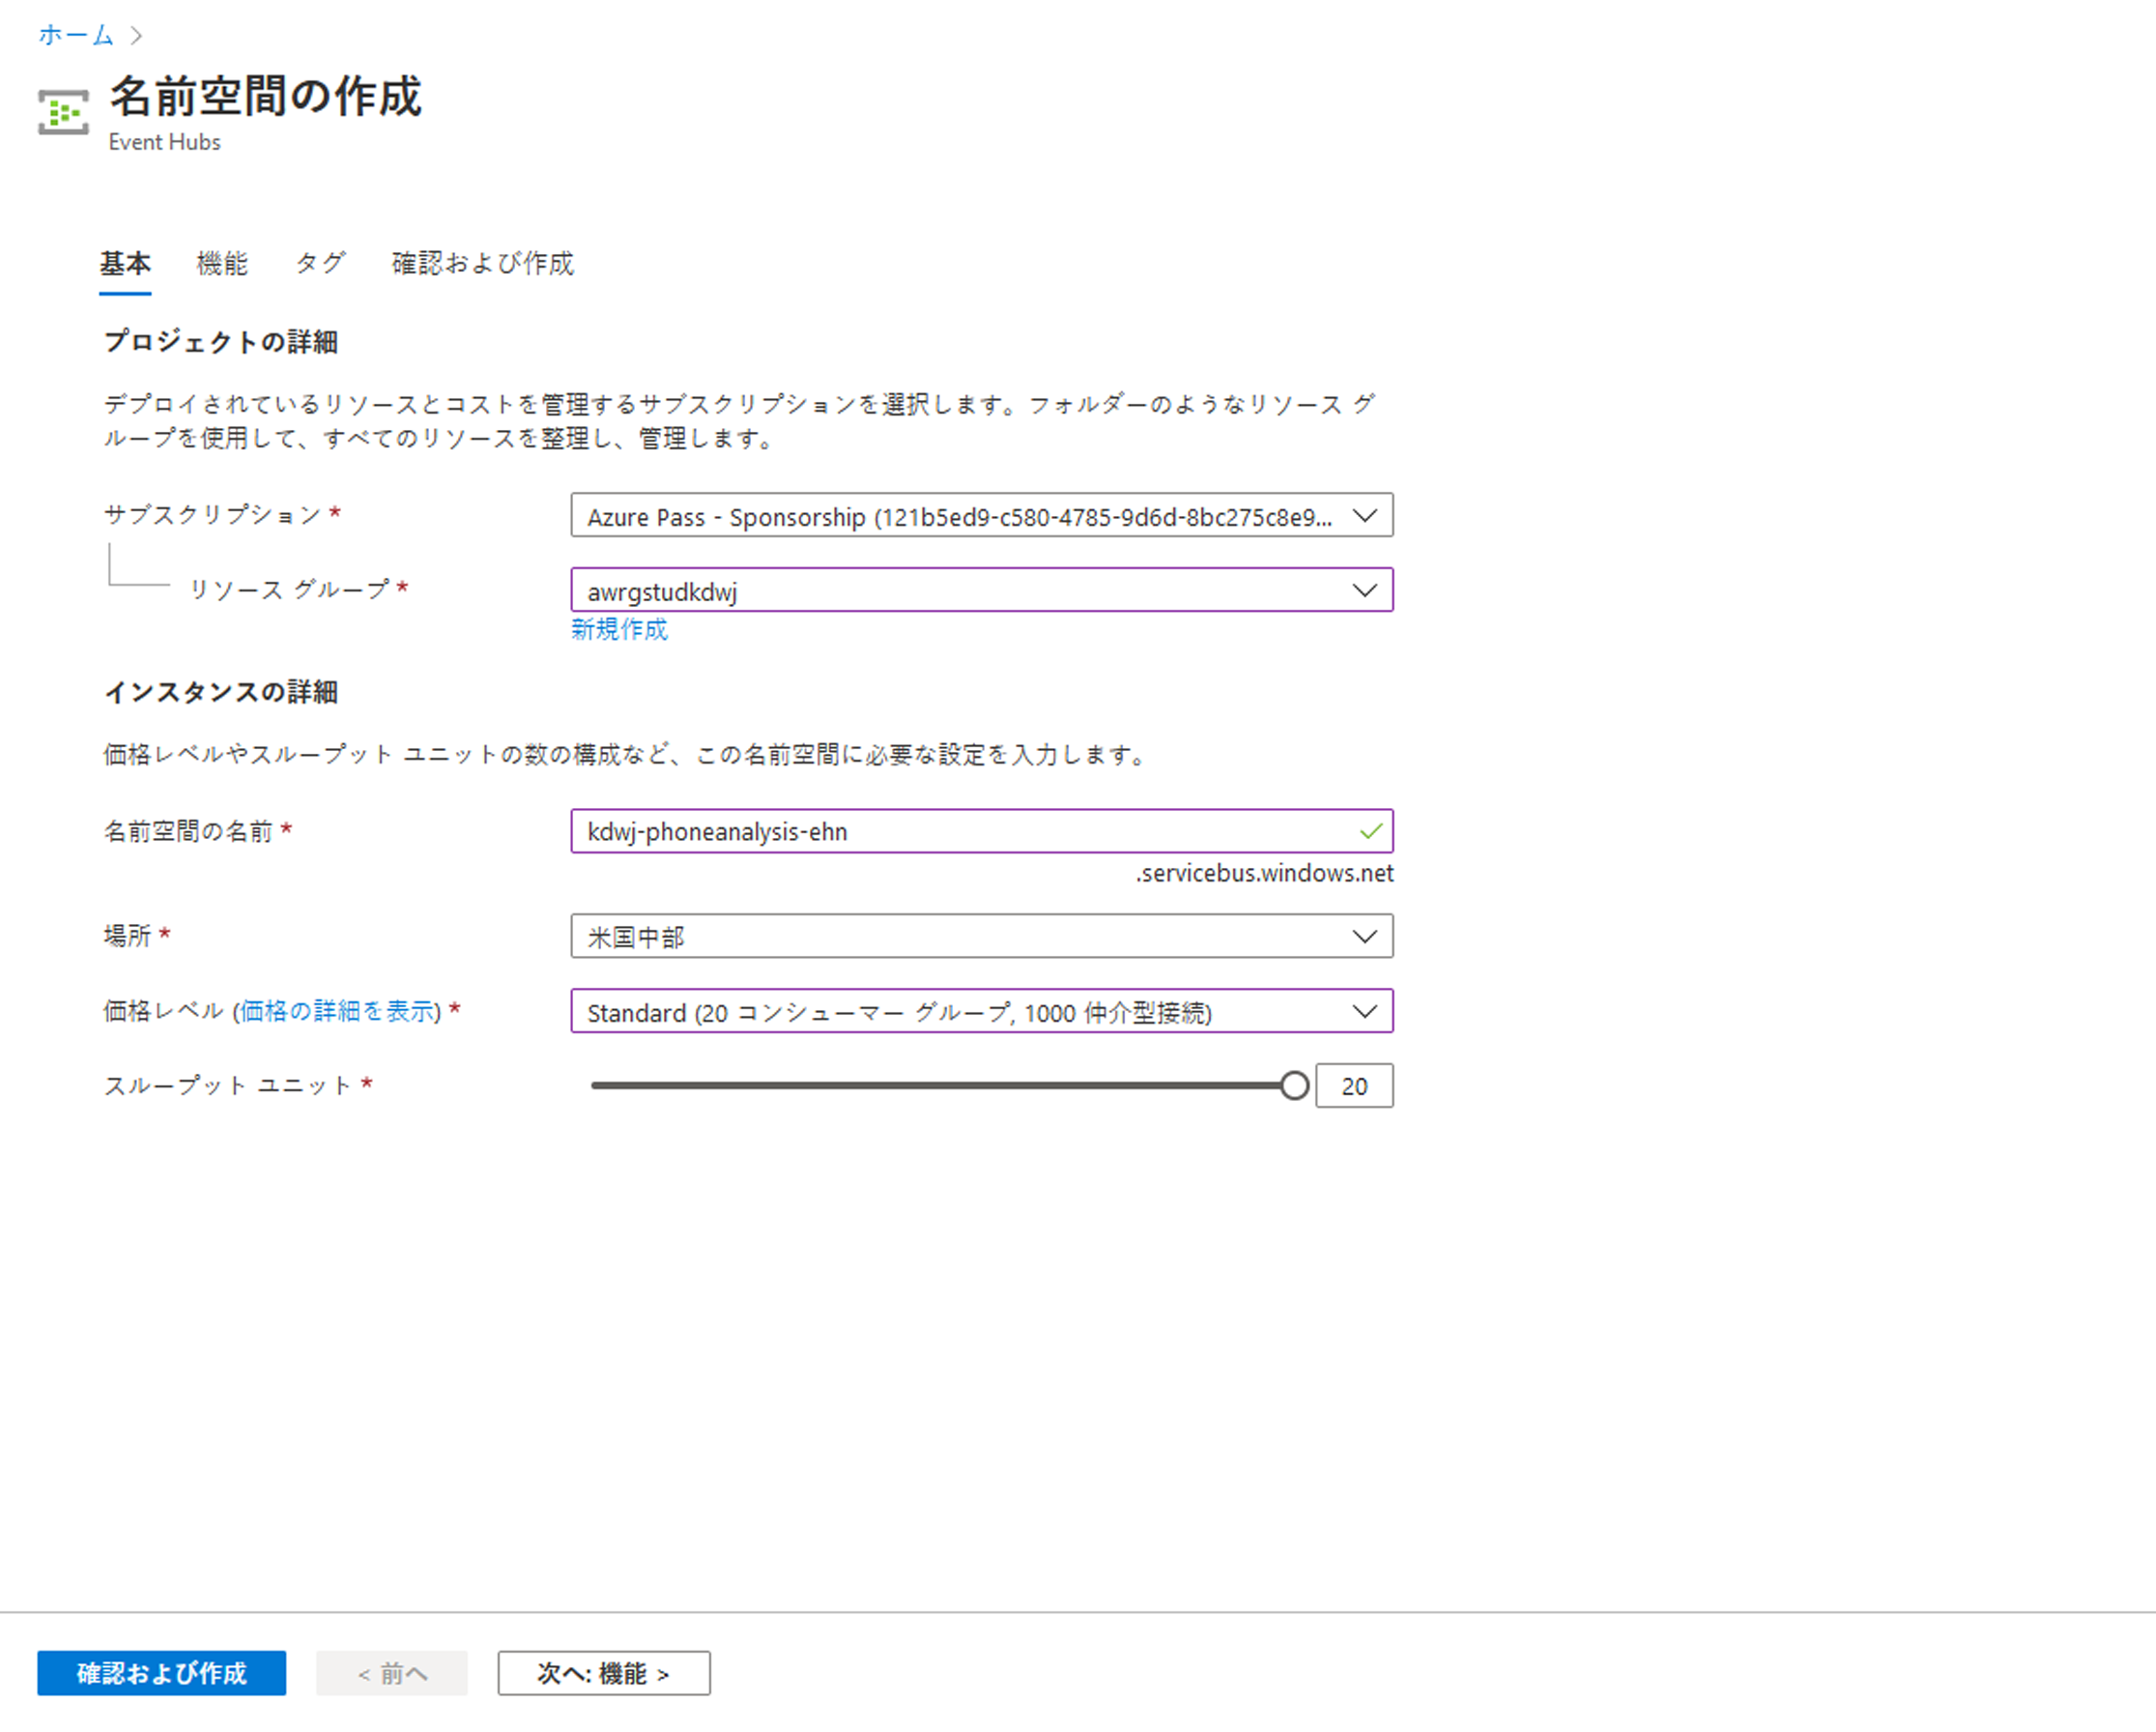 ホーム >
名前空間の作成
Event Hubs
基本 機能 タグ 確認および作成
プロジェクトの詳細
デプロイされているリソースとコストを管理するサブスクリプションを選択します。フォルダーのようなリソース グ
ループを使用して、すべてのリソースを整理し、管理します。
サブスクリプション * Azure Pass - Sponsorship (121b5ed9-c580-4785-9d6d-8bc275c8e9...
リソース グループ * awrgstudkdwj
新規作成
インスタンスの詳細
価格レベルやスループット ユニットの数の構成など、この名前空間に必要な設定を入力します。
名前空間の名前 * kdwj-phoneanalysis-ehn
.servicebus.windows.net
場所 * 米国中部
価格レベル (価格の詳細を表示) * Standard (20 コンシューマー グループ, 1000 仲介型接続)
スループット ユニット * 20
確認および作成 < 前へ 次へ: 機能 >